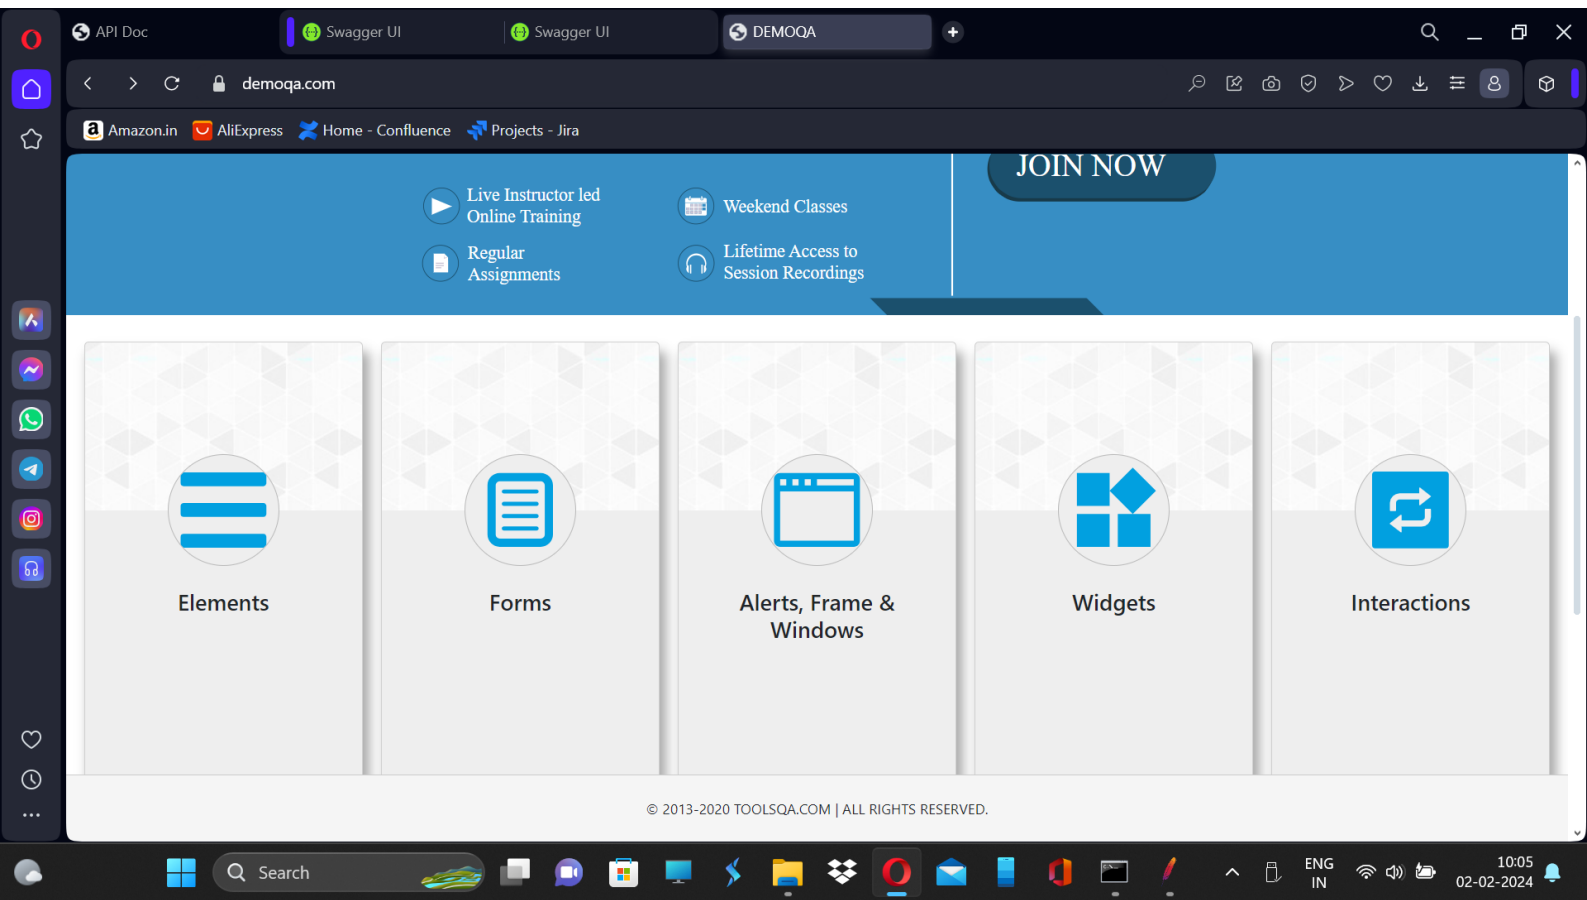 API Doc
Swagger UI
Swagger UI
DEMOQA
demoqa.com
Amazon.in
AliExpress
Home - Confluence
Projects - Jira
JOIN NOW
Live Instructor led
Online Training
Weekend Classes
Regular
Assignments
Lifetime Access to
Session Recordings
Elements
Forms
Alerts, Frame &
Windows
Widgets
Interactions
© 2013-2020 TOOLSQA.COM | ALL RIGHTS RESERVED.
Search
ENG
IN
10:05
02-02-2024